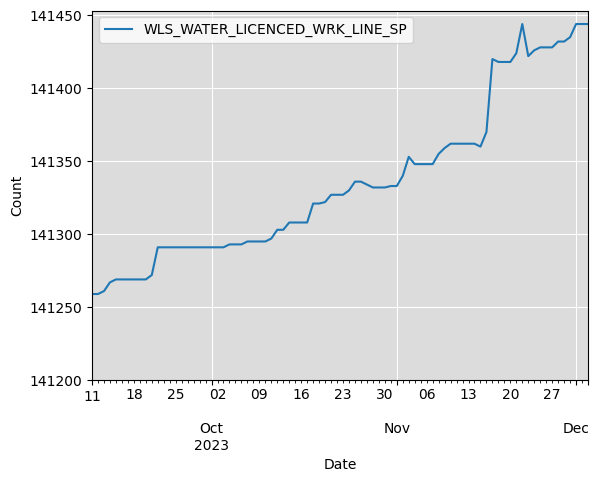 WLS_WATER_LICENCED_WRK_LINE_SP
141450
141400
141350
141300
141250
141200
Count
11 18 25 02 09 16 23 30 06 13 20 27
Oct Nov Dec
2023
Date